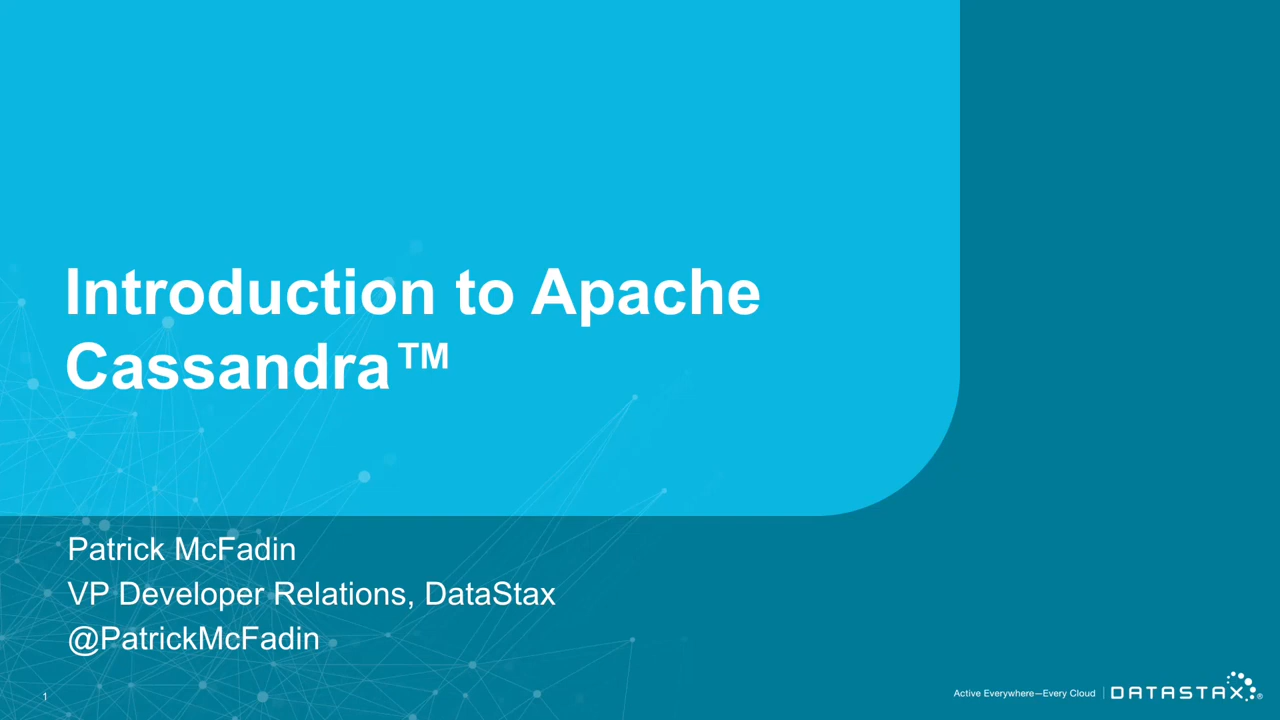 Introduction to Apache
Cassandra™
Patrick McFadin
VP Developer Relations, DataStax
@PatrickMcFadin
1
Active Everywhere—Every Cloud | DATASTAX®